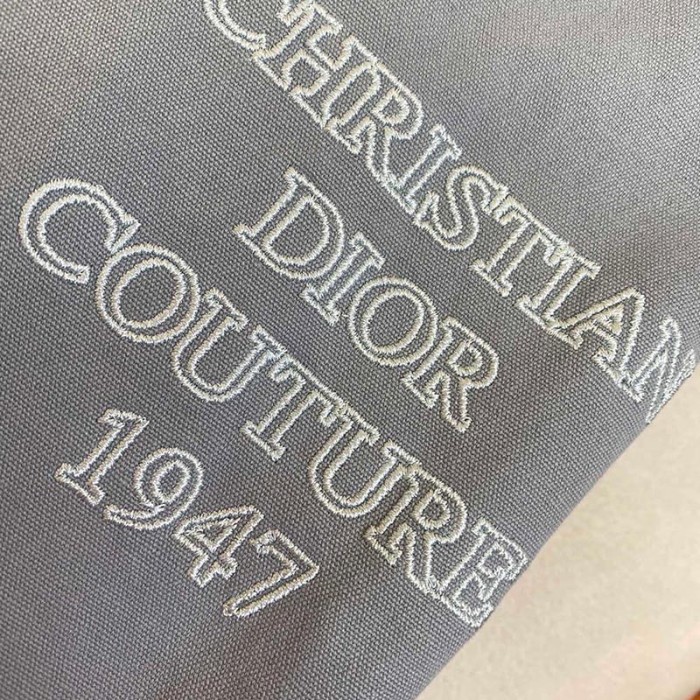 CHRISTIAN
DIOR
COUTURE
1947